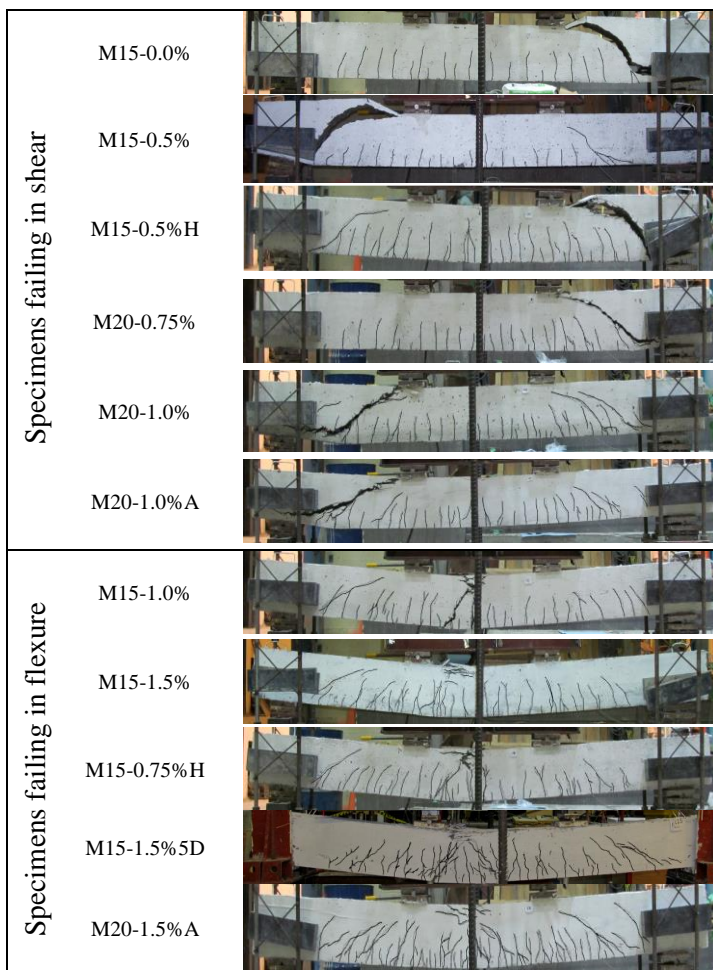 Specimens failing in shear
M15-0.0%
M15-0.5%
M15-0.5%H
M20-0.75%
M20-1.0%
M20-1.0%A
Specimens failing in flexure
M15-1.0%
M15-1.5%
M15-0.75%H
M15-1.5%5D
M20-1.5%A